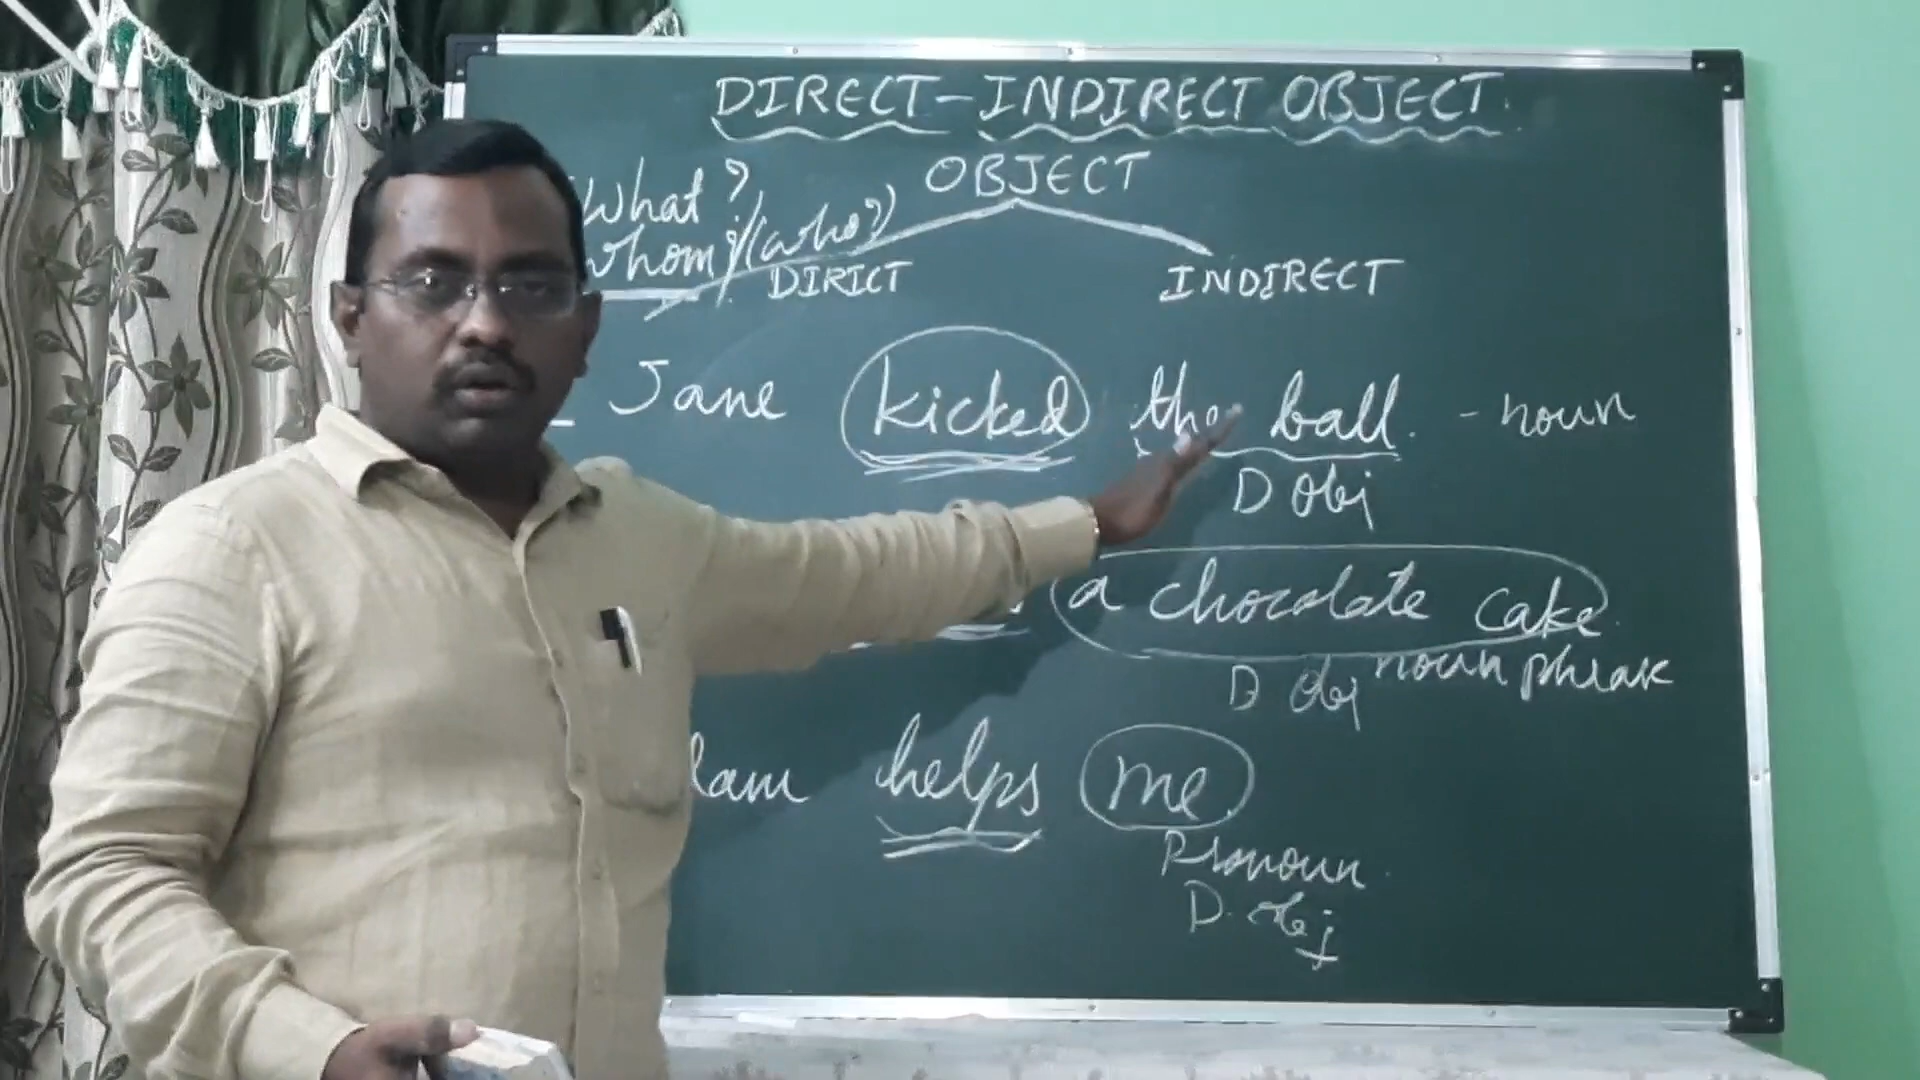 DIRECT-INDIRECT OBJECT.
OBJECT
What?
whom?/(who?)
DIRICT INDIRECT
Jane kicked the ball. - noun
D Obj
a chocolate cake.
D Obj noun phrase
helps me
Pronoun
D. obj